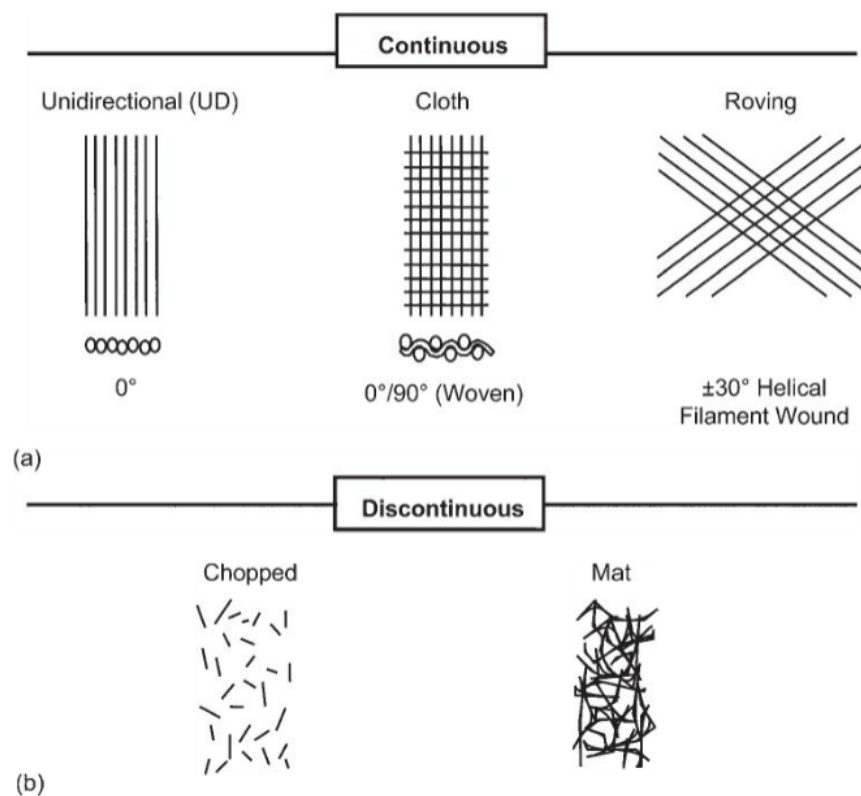 Continuous
Unidirectional (UD)
Cloth
Roving
0°
0°/90° (Woven)
±30° Helical
Filament Wound
(a)
Discontinuous
Chopped
Mat
(b)